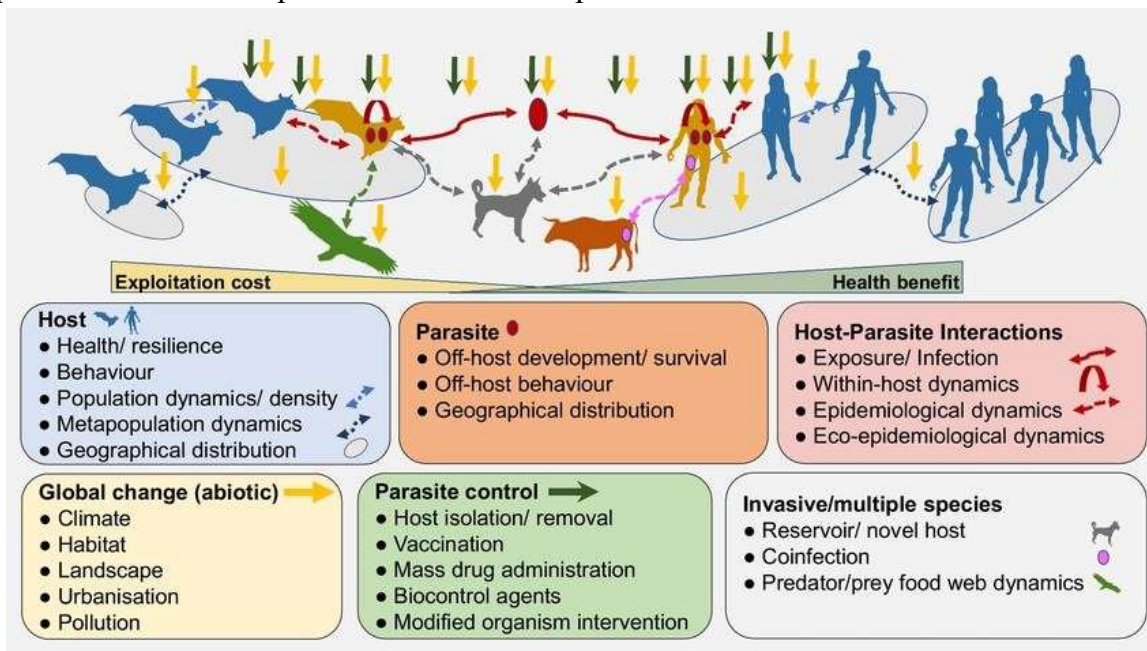 Exploitation cost
Health benefit
Host
● Health/ resilience
● Behaviour
● Population dynamics/ density
● Metapopulation dynamics
● Geographical distribution
Parasite
● Off-host development/ survival
● Off-host behaviour
● Geographical distribution
Host-Parasite Interactions
● Exposure/ Infection
● Within-host dynamics
● Epidemiological dynamics
● Eco-epidemiological dynamics
Global change (abiotic)
● Climate
● Habitat
● Landscape
● Urbanisation
● Pollution
Parasite control
● Host isolation/ removal
● Vaccination
● Mass drug administration
● Biocontrol agents
● Modified organism intervention
Invasive/multiple species
● Reservoir/ novel host
● Coinfection
● Predator/prey food web dynamics